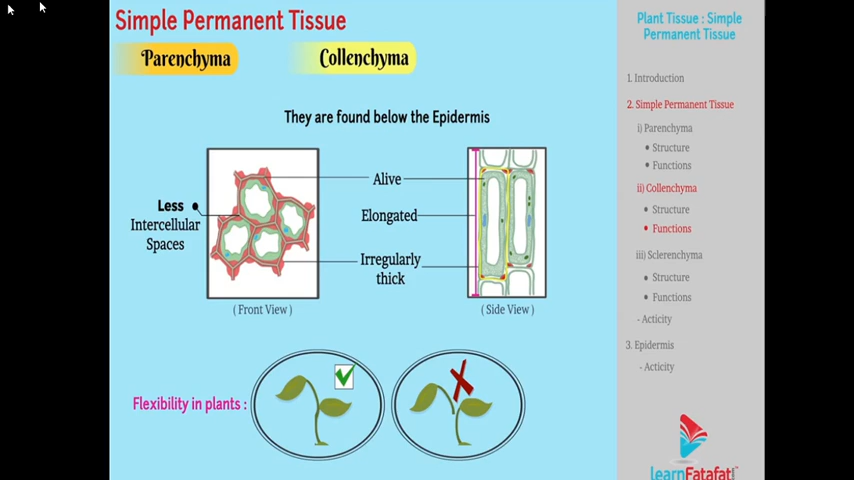 Simple Permanent Tissue
Parenchyma
Collenchyma
They are found below the Epidermis
Less
Intercellular
Spaces
Alive
Elongated
Irregularly
thick
( Front View )
( Side View )
Flexibility in plants :
Plant Tissue : Simple
Permanent Tissue
1. Introduction
2. Simple Permanent Tissue
i) Parenchyma
• Structure
• Functions
ii) Collenchyma
• Structure
• Functions
iii) Sclerenchyma
• Structure
• Functions
- Acticity
3. Epidermis
- Acticity
LearnFatafat